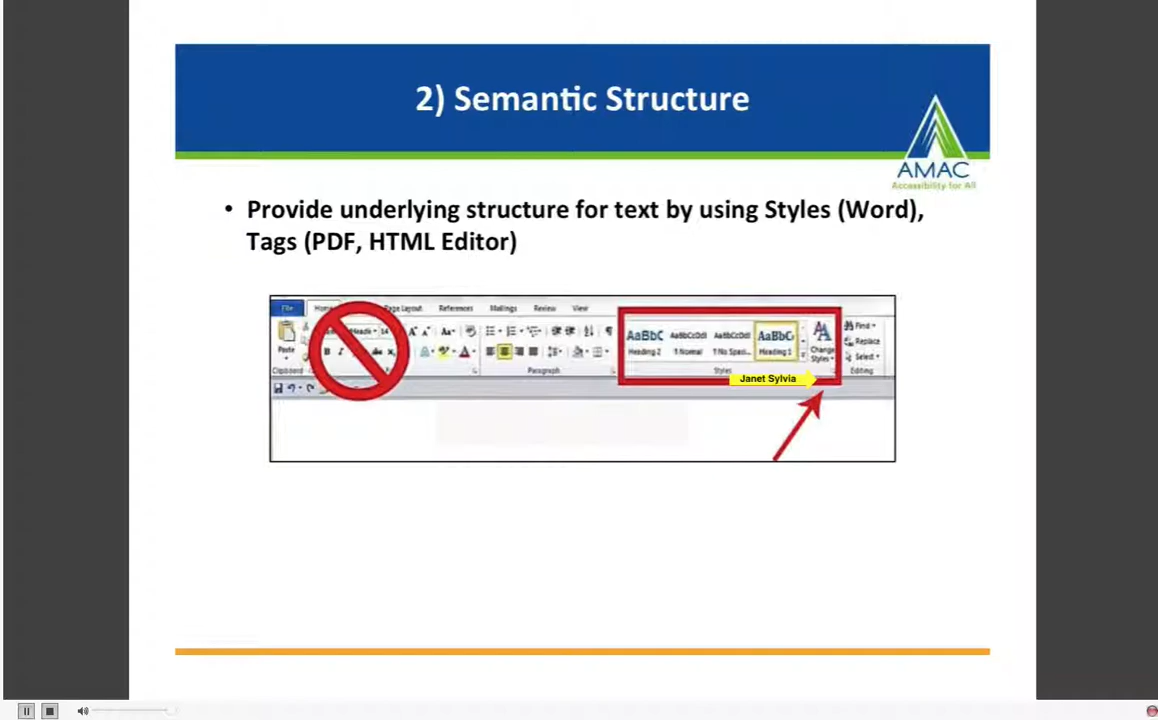 2) Semantic Structure
AMAC
Accessibility for All
• Provide underlying structure for text by using Styles (Word),
Tags (PDF, HTML Editor)
File Page Layout References Mailings Review View
AaBbC AaBbCcDd AaBbCcDd AaBbC Find
Paste Heading 2 Normal No Spaci... Heading 1 Change Styles Replace
Select
Clipboard Paragraph Styles Editing
Janet Sylvia